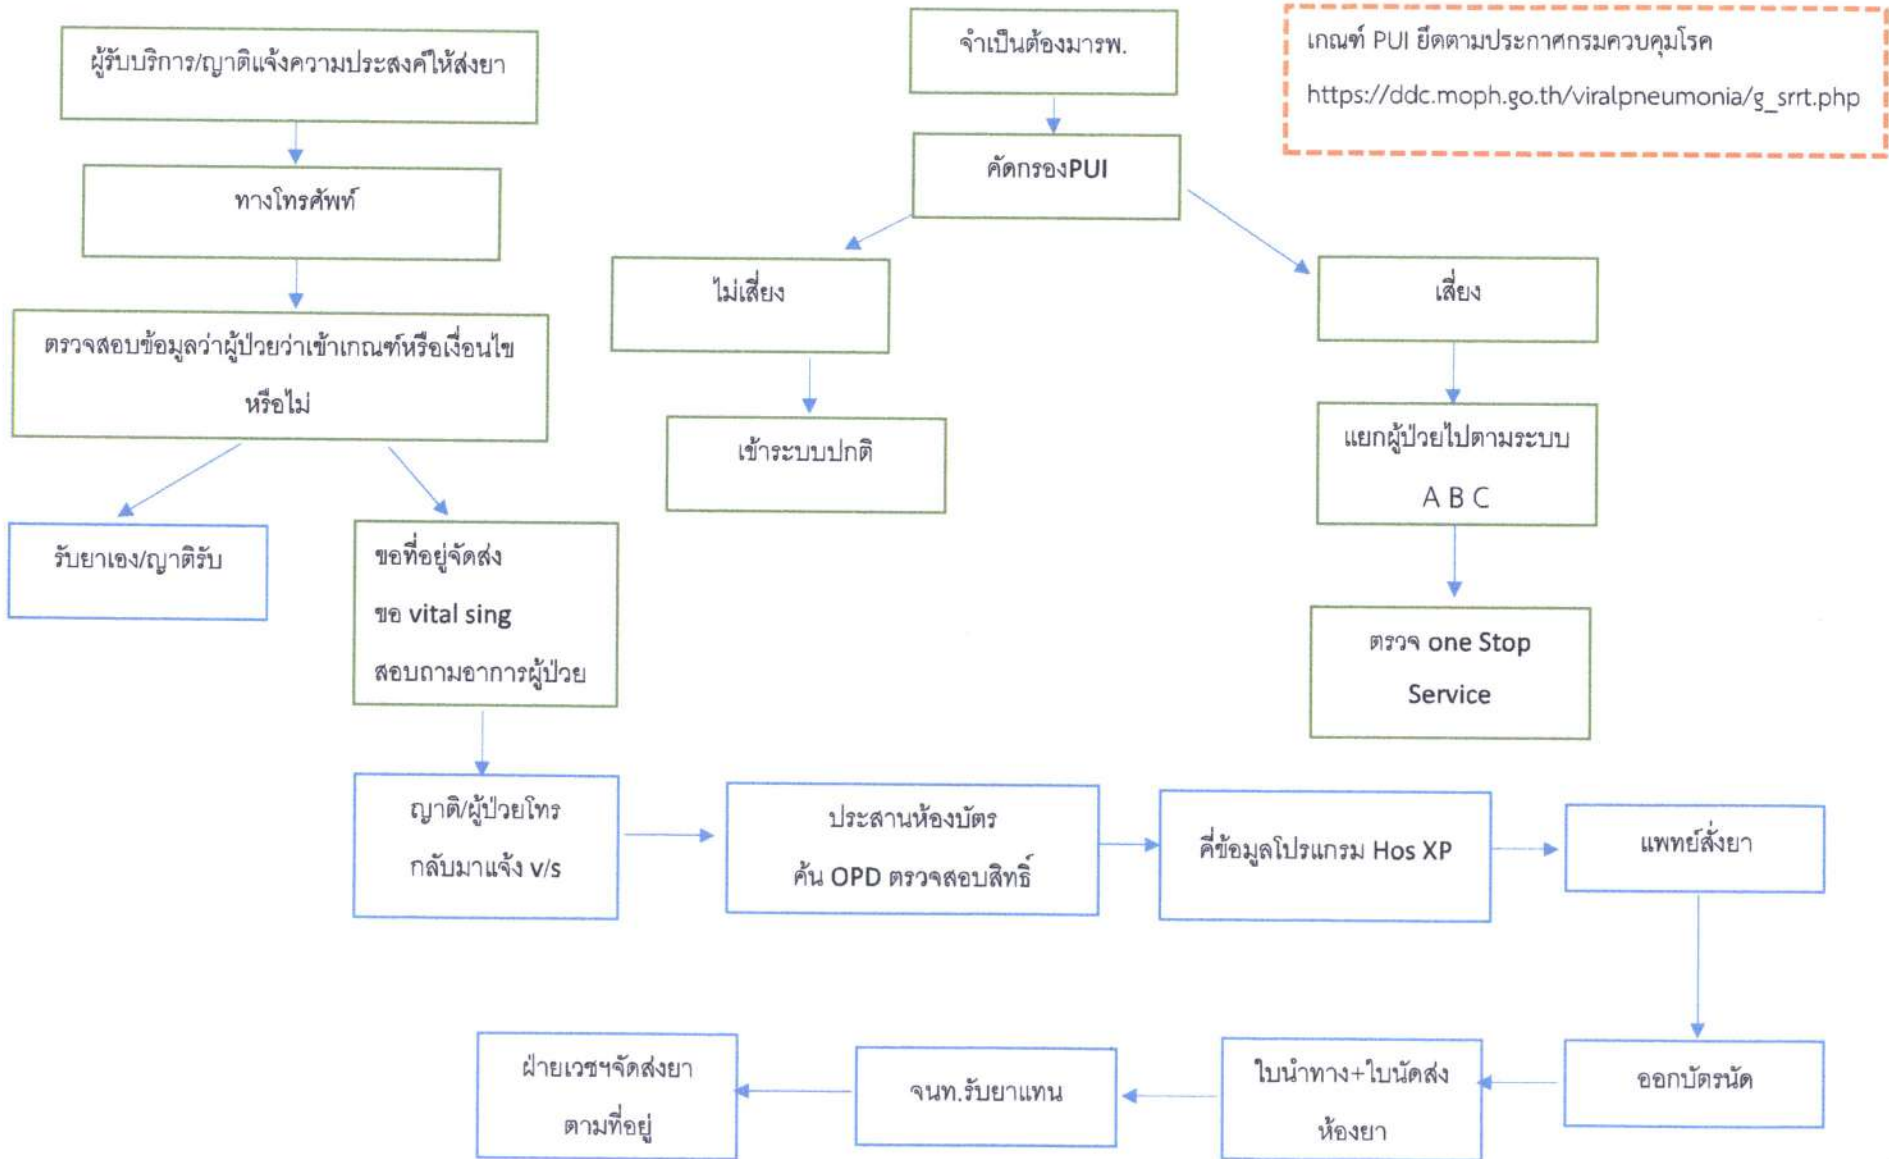 ผู้รับบริการ/ญาติแจ้งความประสงค์ให้ส่งยา
ทางโทรศัพท์
ตรวจสอบข้อมูลว่าผู้ป่วยว่าเข้าเกณฑ์หรือเงื่อนไข
หรือไม่
รับยาเอง/ญาติรับ
ขอที่อยู่จัดส่ง
ขอ vital sing
สอบถามอาการผู้ป่วย
จำเป็นต้องมารพ.
คัดกรองPUI
ไม่เสี่ยง
เข้าระบบปกติ
เสี่ยง
แยกผู้ป่วยไปตามระบบ
A B C
ตรวจ one Stop
Service
เกณฑ์ PUI ยึดตามประกาศกรมควบคุมโรค
https://ddc.moph.go.th/viralpneumonia/g_srrt.php
ญาติ/ผู้ป่วยโทร
กลับมาแจ้ง v/s
ประสานห้องบัตร
ค้น OPD ตรวจสอบสิทธิ์
คีข้อมูลโปรแกรม Hos XP
แพทย์สั่งยา
ออกบัตรนัด
ใบนำทาง+ใบนัดส่ง
ห้องยา
จนท.รับยาแทน
ฝ่ายเวชฯจัดส่งยา
ตามที่อยู่